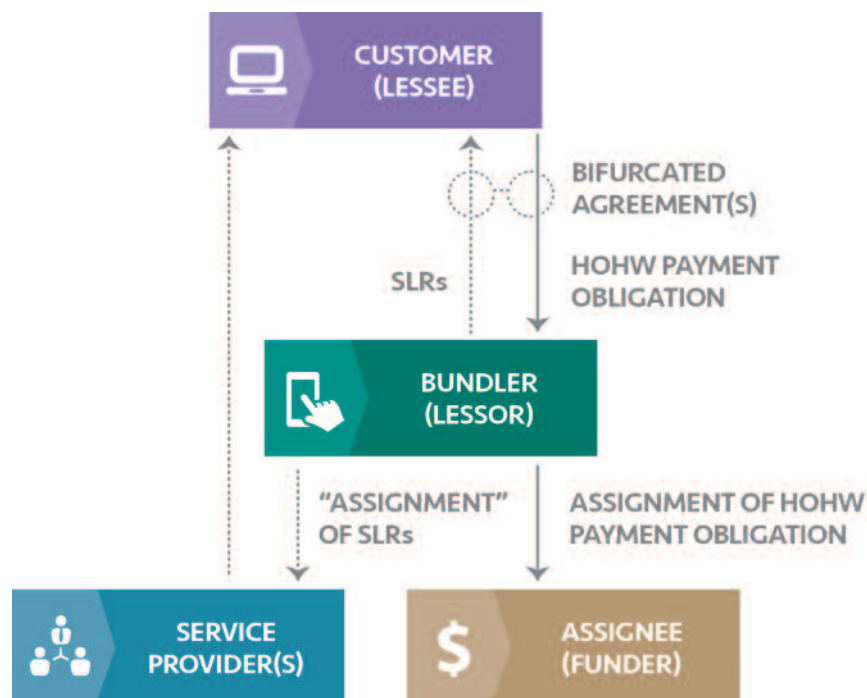 CUSTOMER
(LESSEE)
BIFURCATED
AGREEMENT(S)
SLRs
HOHW PAYMENT
OBLIGATION
BUNDLER
(LESSOR)
"ASSIGNMENT"
OF SLRs
ASSIGNMENT OF HOHW
PAYMENT OBLIGATION
SERVICE
PROVIDER(S)
$
ASSIGNEE
(FUNDER)